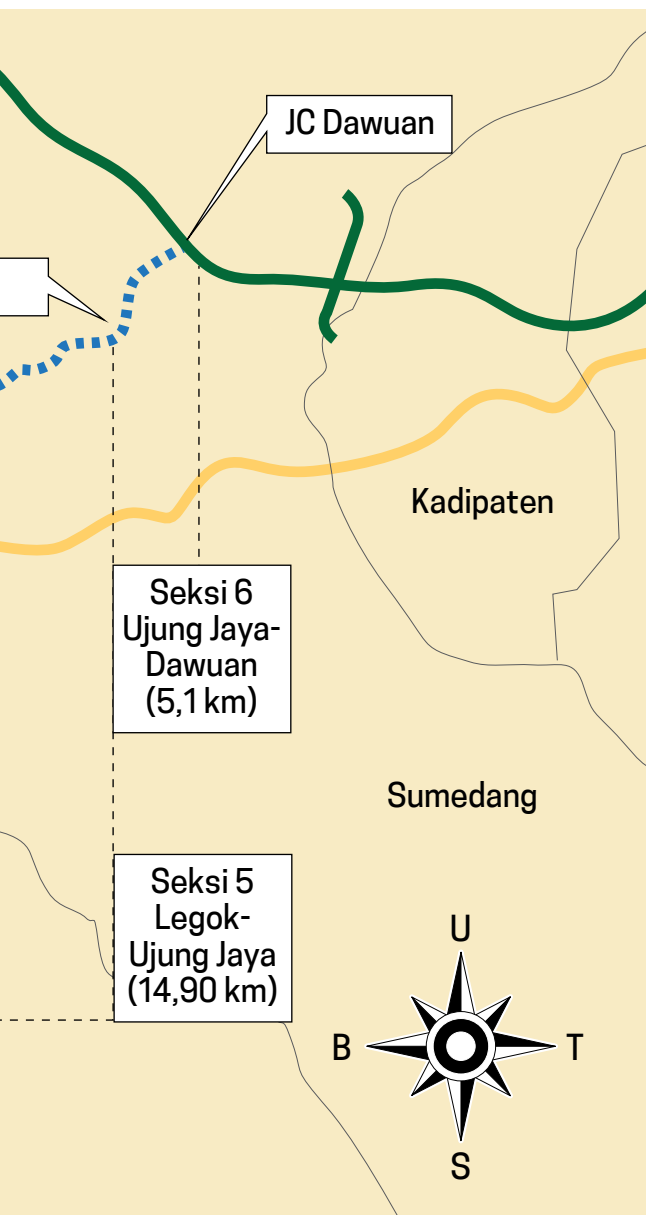 JC Dawuan
Kadipaten
Seksi 6
Ujung Jaya-
Dawuan
(5,1 km)
Sumedang
Seksi 5
Legok-
Ujung Jaya
(14,90 km)
U
B
T
S